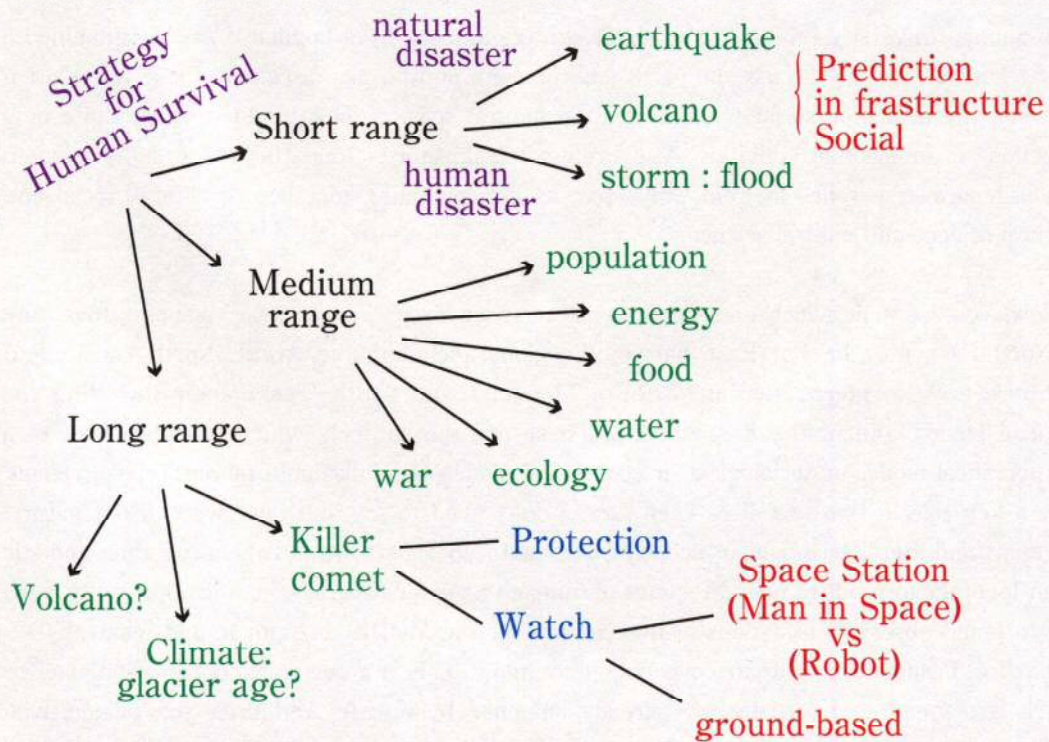 Strategy
for
Human Survival
natural
disaster
Short range
human
disaster
earthquake
volcano
storm : flood
Prediction
in frastructure
Social
Medium
range
population
energy
food
water
ecology
war
Long range
Volcano?
Climate:
glacier age?
Killer
comet
Protection
Watch
Space Station
(Man in Space)
vs
(Robot)
ground-based